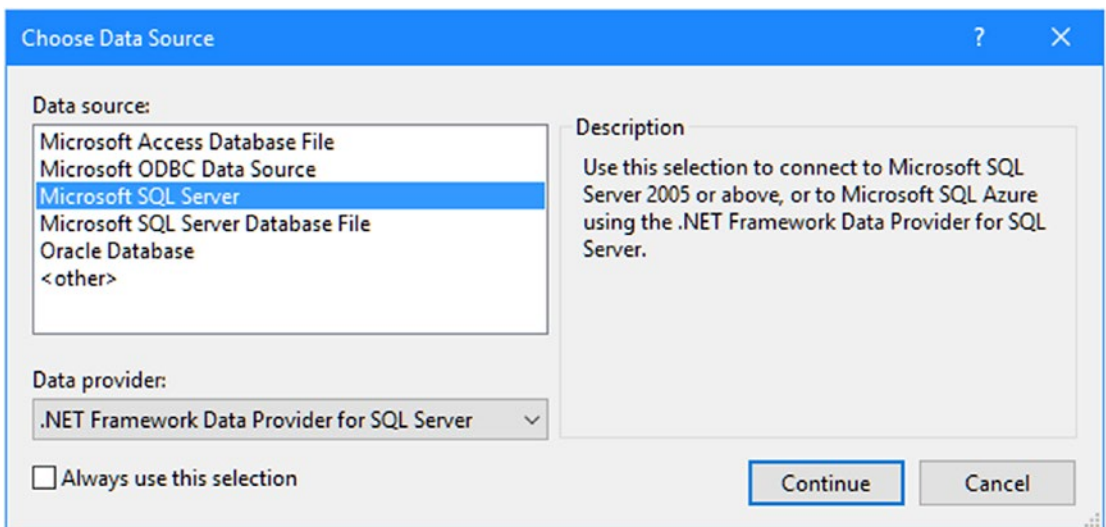 Choose Data Source
?
Data source:
Microsoft Access Database File
Microsoft ODBC Data Source
Microsoft SQL Server
Microsoft SQL Server Database File
Oracle Database
<other>
Description
Use this selection to connect to Microsoft SQL
Server 2005 or above, or to Microsoft SQL Azure
using the .NET Framework Data Provider for SQL
Server.
Data provider:
.NET Framework Data Provider for SQL Server
Always use this selection
Continue
Cancel